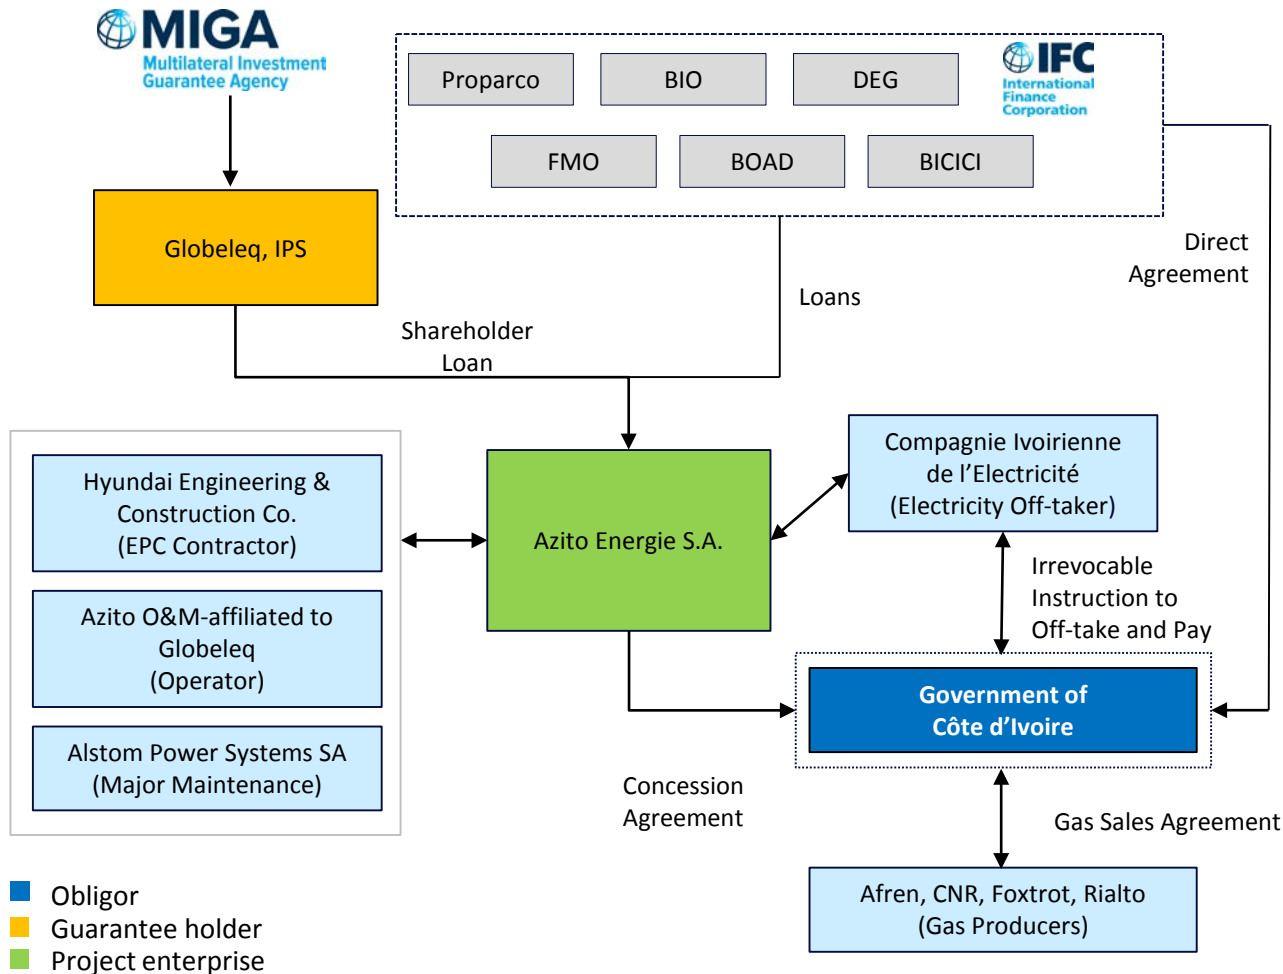 MIGA
Multilateral Investment
Guarantee Agency
Proparco
BIO
DEG
IFC
International
Finance
Corporation
FMO
BOAD
BICICI
Globeleq, IPS
Direct
Agreement
Loans
Shareholder
Loan
Hyundai Engineering &
Construction Co.
(EPC Contractor)
Azito O&M-affiliated to
Globeleq
(Operator)
Alstom Power Systems SA
(Major Maintenance)
Azito Energie S.A.
Compagnie Ivoirienne
de l’Electricité
(Electricity Off-taker)
Irrevocable
Instruction to
Off-take and Pay
Government of
Côte d’Ivoire
Concession
Agreement
Gas Sales Agreement
Afren, CNR, Foxtrot, Rialto
(Gas Producers)
Obligor
Guarantee holder
Project enterprise